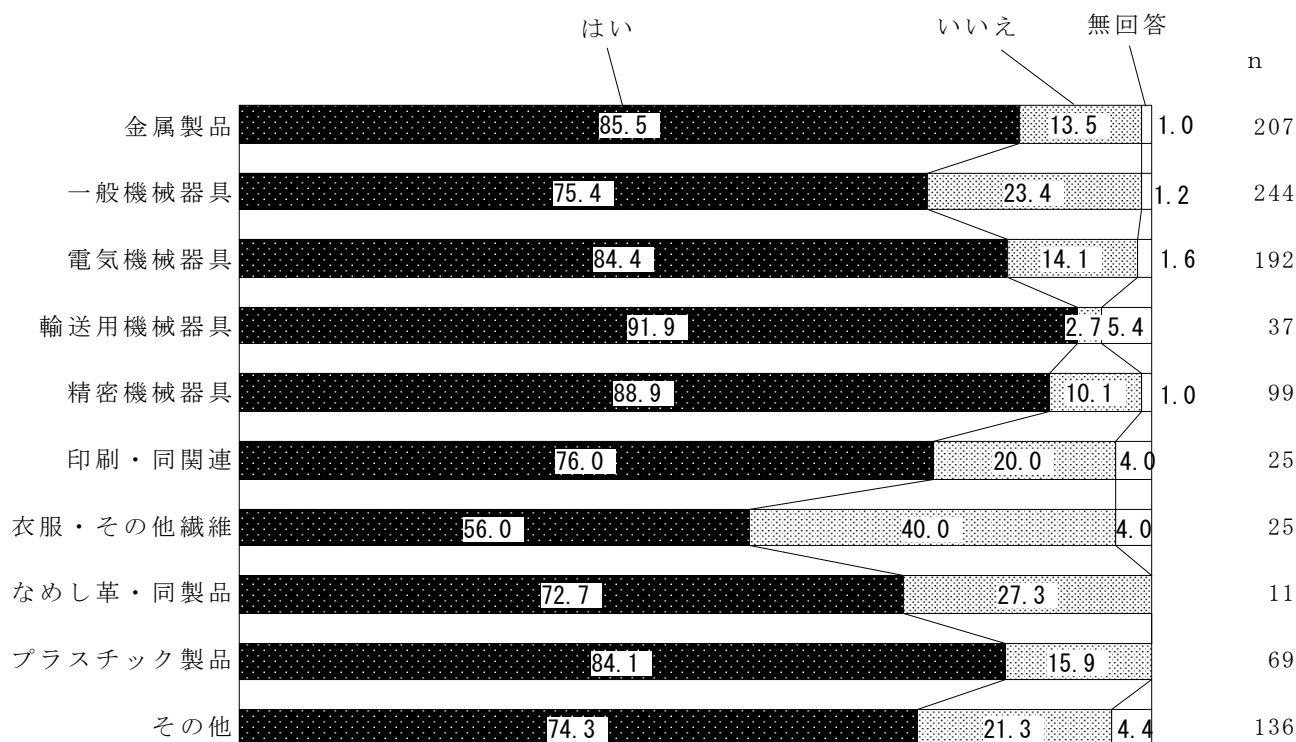 はい いいえ 無回答
n
金属製品 85.5 13.5 1.0 207
一般機械器具 75.4 23.4 1.2 244
電気機械器具 84.4 14.1 1.6 192
輸送用機械器具 91.9 2.7 5.4 37
精密機械器具 88.9 10.1 1.0 99
印刷・同関連 76.0 20.0 4.0 25
衣服・その他繊維 56.0 40.0 4.0 25
なめし革・同製品 72.7 27.3 11
プラスチック製品 84.1 15.9 69
その他 74.3 21.3 4.4 136